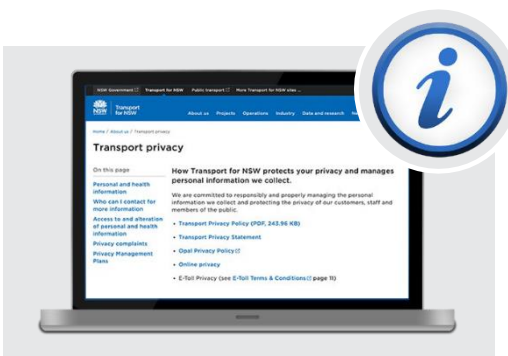 NSW Government Transport for NSW Public transport More Transport for NSW sites ...
NSW
GOVERNMENT
Transport
for NSW
About us Projects Operations Industry Data and research
Home / About us / Transport privacy
Transport privacy
On this page
Personal and health
information
Who can I contact for
more information
Access to and alteration
of personal and health
information
Privacy complaints
Privacy Management
Plans
How Transport for NSW protects your privacy and manages
personal information we collect.
We are committed to responsibly and properly managing the personal
information we collect and protecting the privacy of our customers, staff and
members of the public.
• Transport Privacy Policy (PDF, 243.96 KB)
• Transport Privacy Statement
• Opal Privacy Policy
• Online privacy
• E-Toll Privacy (see E-Toll Terms & Conditions page 11)
i